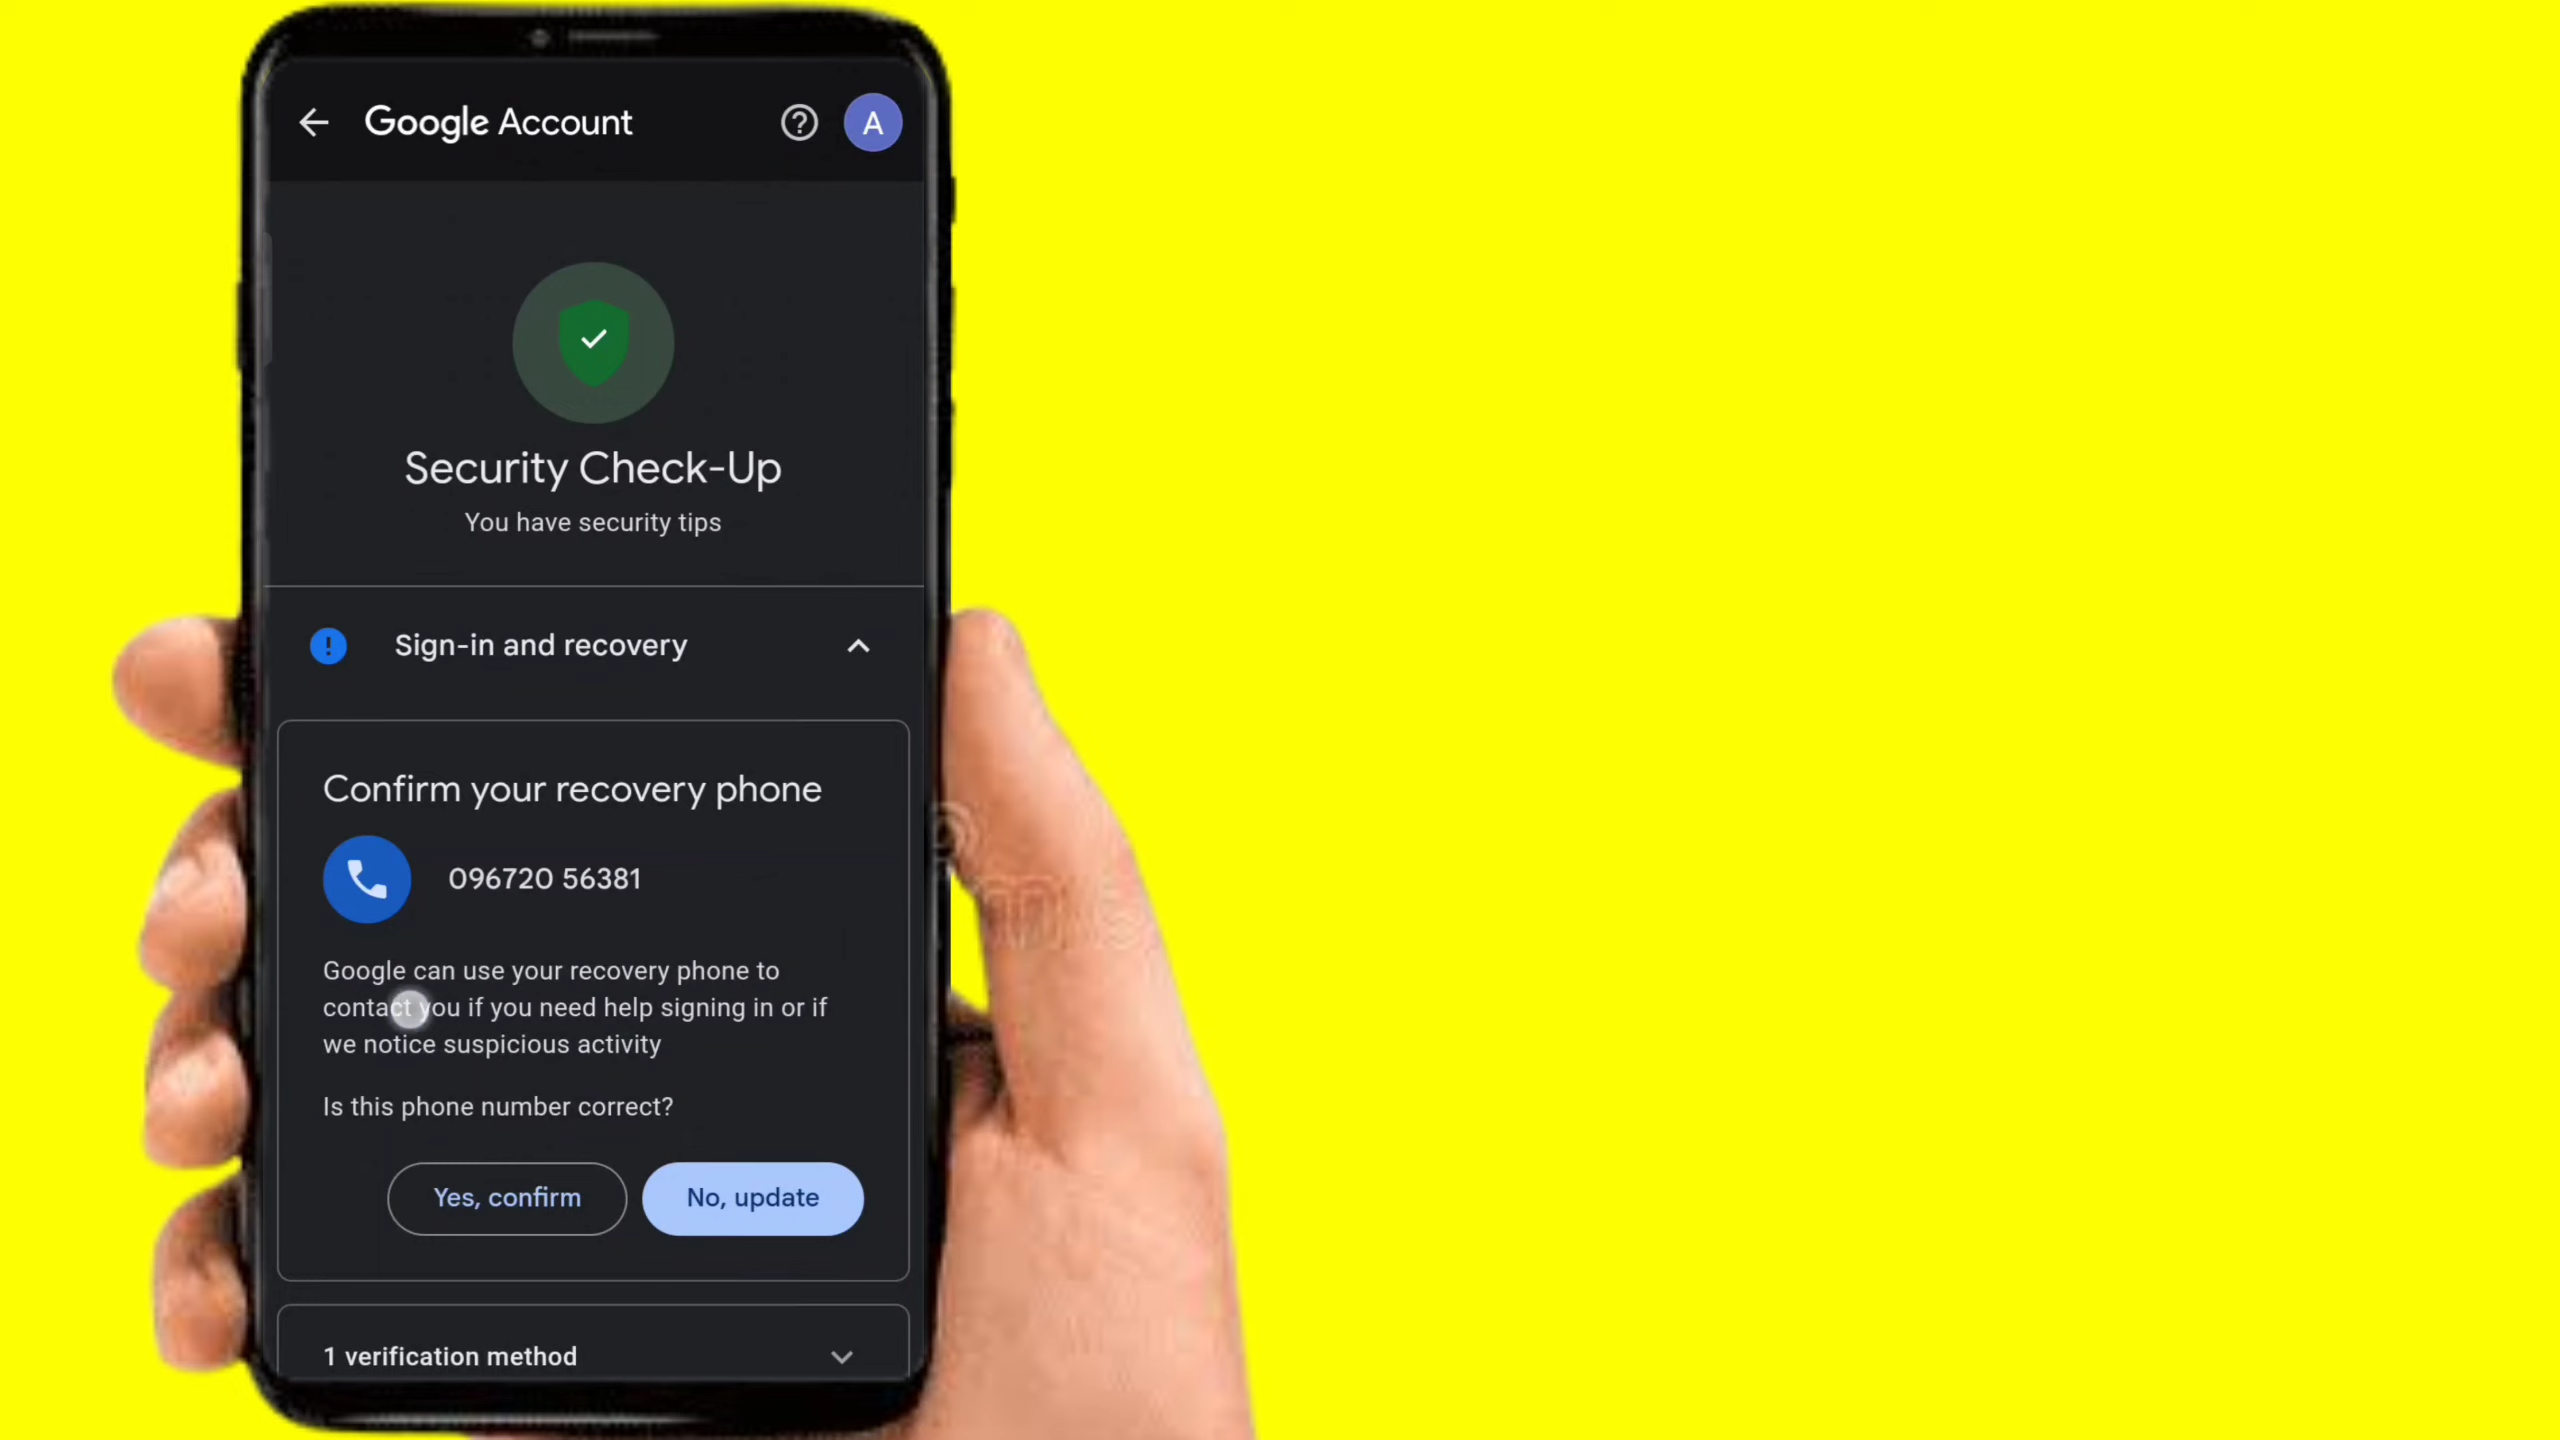 Google Account
A
Security Check-Up
You have security tips
Sign-in and recovery
Confirm your recovery phone
096720 56381
Google can use your recovery phone to
contact you if you need help signing in or if
we notice suspicious activity
Is this phone number correct?
Yes, confirm
No, update
1 verification method